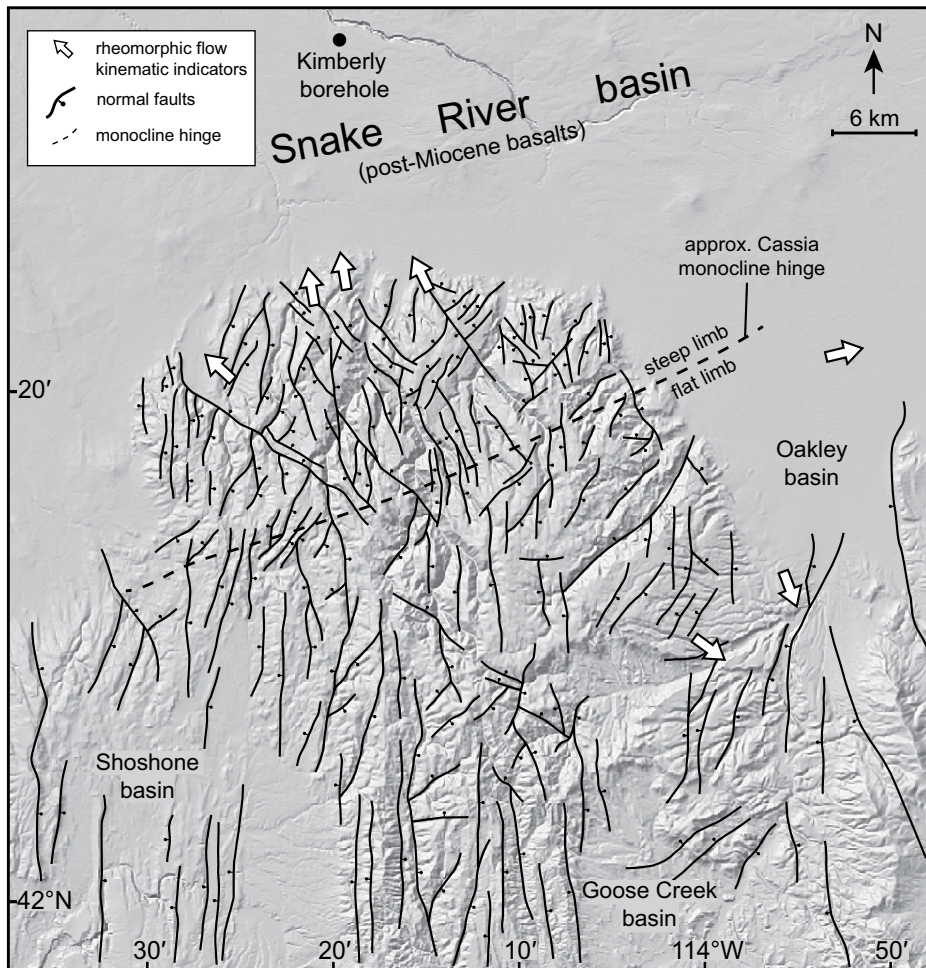 rheomorphic flow
kinematic indicators
normal faults
monocline hinge
Kimberly
borehole
N
6 km
Snake River basin
(post-Miocene basalts)
approx. Cassia
monocline hinge
steep limb
flat limb
20′
Oakley
basin
Shoshone
basin
Goose Creek
basin
42°N
30′
20′
10′
114°W
50′